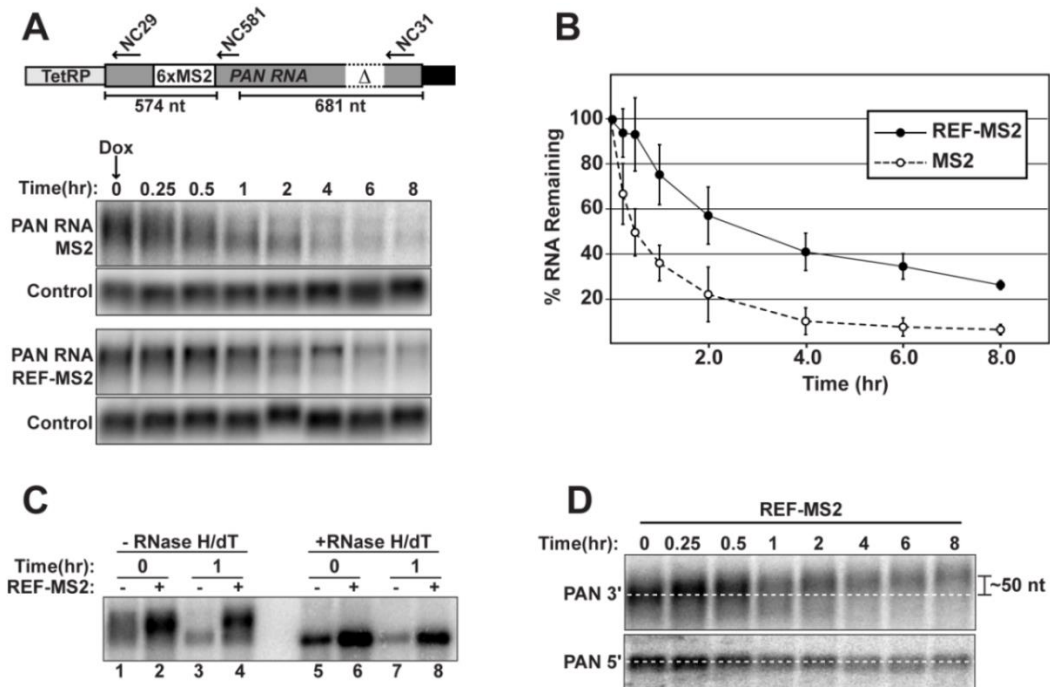 A
NC29 NC581 NC31
TetRP 6xMS2 PAN RNA Δ
574 nt 681 nt
Dox
Time(hr): 0 0.25 0.5 1 2 4 6 8
PAN RNA
MS2
Control
PAN RNA
REF-MS2
Control
B
% RNA Remaining
100
80
60
40
20
REF-MS2
MS2
2.0 4.0 6.0 8.0
Time (hr)
C
- RNase H/dT +RNase H/dT
Time(hr): 0 1 0 1
REF-MS2: - + - + - + - +
1 2 3 4 5 6 7 8
D
REF-MS2
Time(hr): 0 0.25 0.5 1 2 4 6 8
PAN 3'
~50 nt
PAN 5'